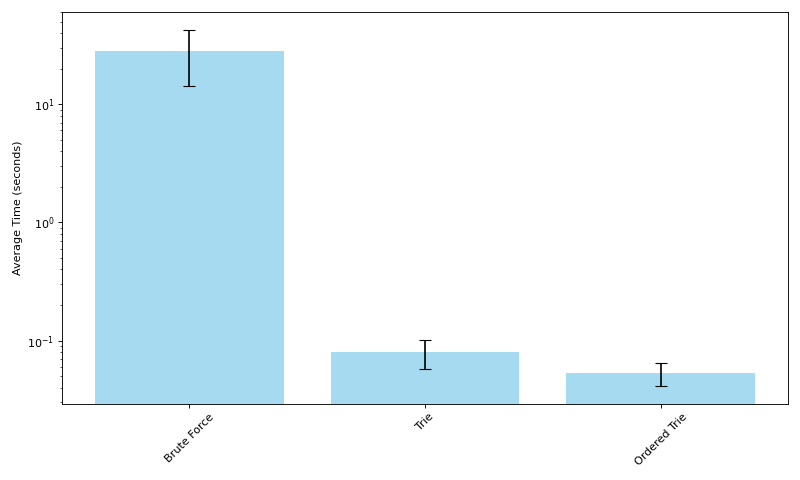 Average Time (seconds)
10¹
10⁰
10⁻¹
Brute Force
Trie
Ordered Trie